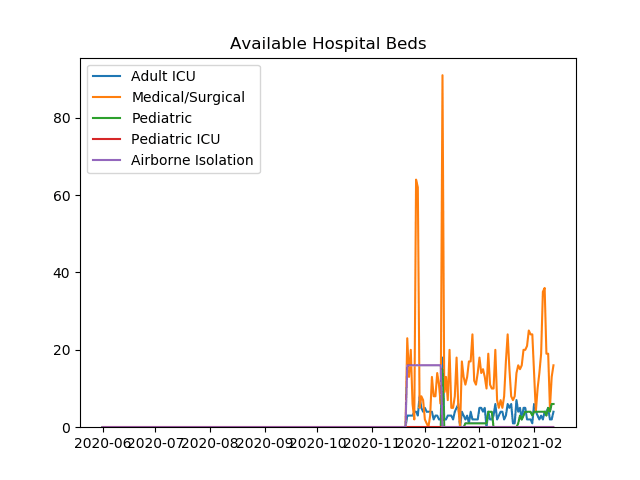 Available Hospital Beds
Adult ICU
Medical/Surgical
Pediatric
Pediatric ICU
Airborne Isolation
80
60
40
20
0
2020-06 2020-07 2020-08 2020-09 2020-10 2020-11 2020-12 2021-01 2021-02